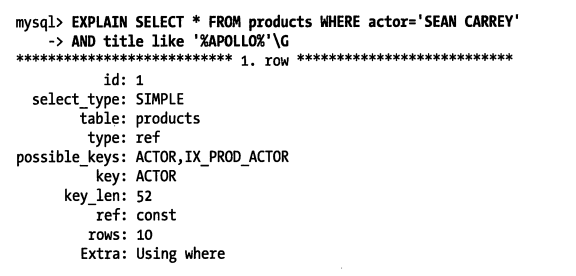 mysql> EXPLAIN SELECT * FROM products WHERE actor='SEAN CARREY'
-> AND title like '%APOLLO%'\G
*************************** 1. row ***************************
id: 1
select_type: SIMPLE
table: products
type: ref
possible_keys: ACTOR,IX_PROD_ACTOR
key: ACTOR
key_len: 52
ref: const
rows: 10
Extra: Using where